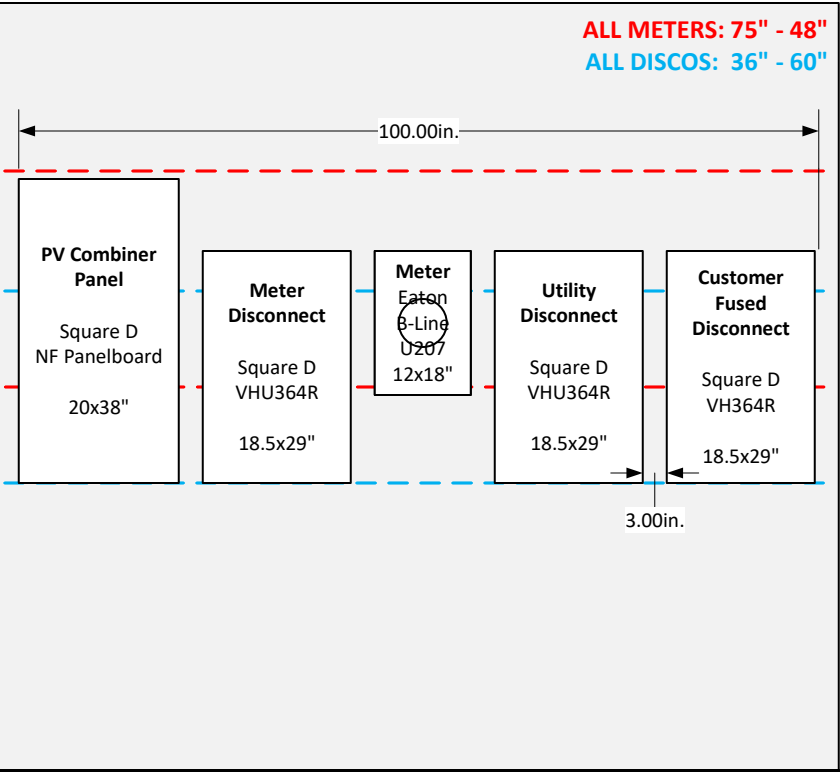 ALL METERS: 75" - 48"
ALL DISCOS:  36" - 60"
100.00in.
PV Combiner
Panel
Square D
NF Panelboard
20x38"
Meter
Disconnect
Square D
VHU364R
18.5x29"
Meter
Eaton
B-Line
U207
12x18"
Utility
Disconnect
Square D
VHU364R
18.5x29"
Customer
Fused
Disconnect
Square D
VH364R
18.5x29"
3.00in.